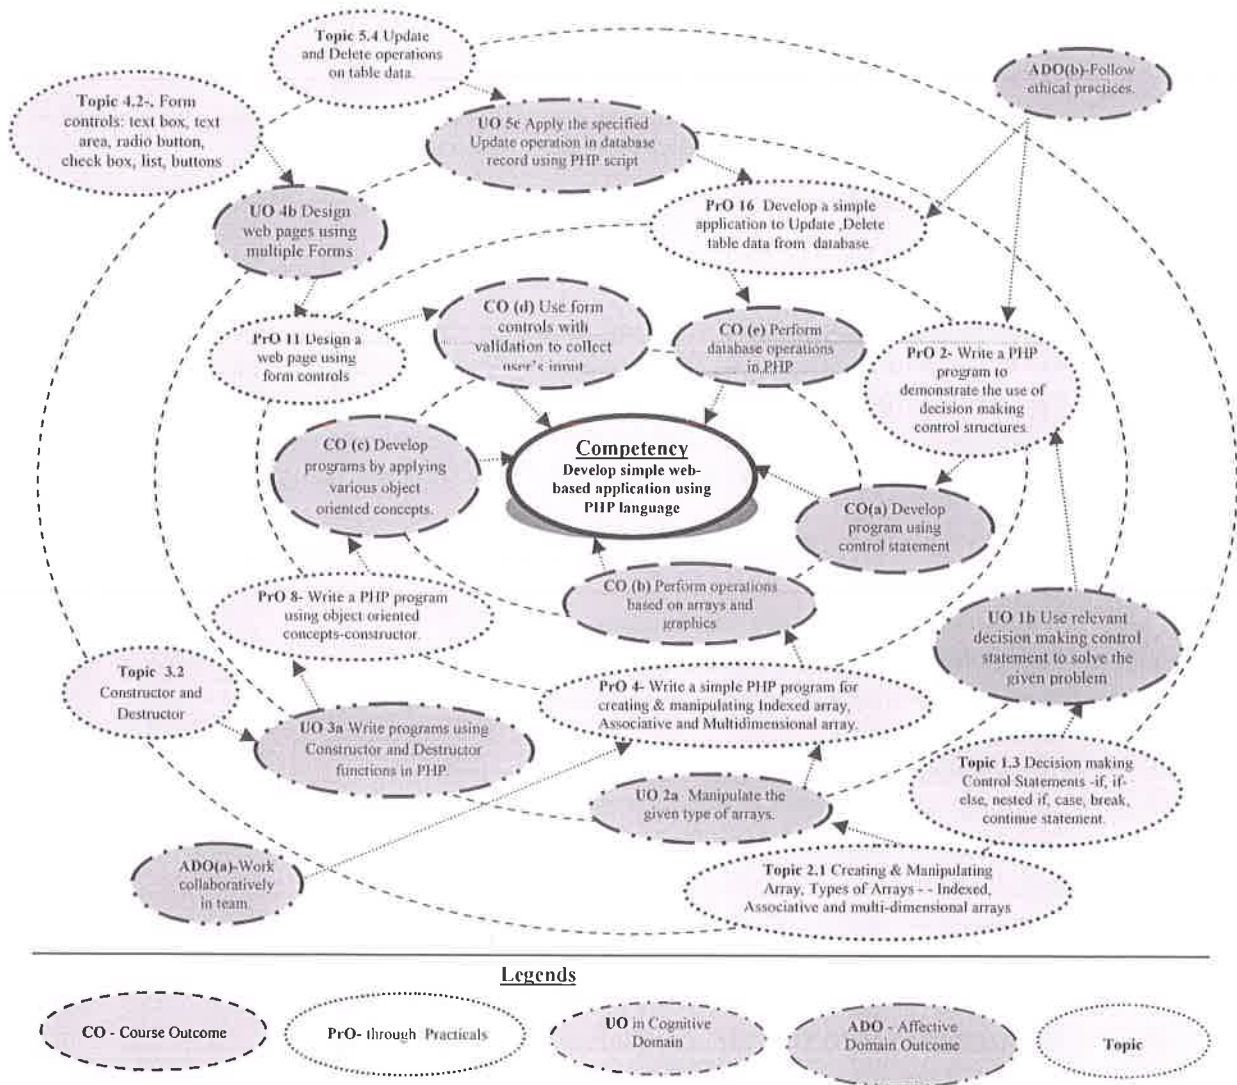 Topic 5.4 Update
and Delete operations
on table data.
ADO(b)-Follow
ethical practices.
Topic 4.2-. Form
controls: text box, text
area, radio button,
check box, list, buttons
UO 5c Apply the specified
Update operation in database
record using PHP script
UO 4b Design
web pages using
multiple Forms
PrO 16 Develop a simple
application to Update ,Delete
table data from database.
CO (d) Use form
controls with
validation to collect
user's input
CO (e) Perform
database operations
in PHP
PrO 11 Design a
web page using
form controls
PrO 2- Write a PHP
program to
demonstrate the use of
decision making
control structures.
CO (c) Develop
programs by applying
various object
oriented concepts.
Competency
Develop simple web-
based application using
PHP language
CO(a) Develop
program using
control statement
CO (b) Perform operations
based on arrays and
graphics
PrO 8- Write a PHP program
using object oriented
concepts-constructor.
UO 1b Use relevant
decision making control
statement to solve the
given problem
Topic 3.2
Constructor and
Destructor
PrO 4- Write a simple PHP program for
creating & manipulating Indexed array,
Associative and Multidimensional array.
UO 3a Write programs using
Constructor and Destructor
functions in PHP.
Topic 1.3 Decision making
Control Statements -if, if-
else, nested if, case, break,
continue statement.
UO 2a Manipulate the
given type of arrays.
ADO(a)-Work
collaboratively
in team.
Topic 2.1 Creating & Manipulating
Array, Types of Arrays - - Indexed,
Associative and multi-dimensional arrays
Legends
CO - Course Outcome
PrO- through Practicals
UO in Cognitive
Domain
ADO - Affective
Domain Outcome
Topic